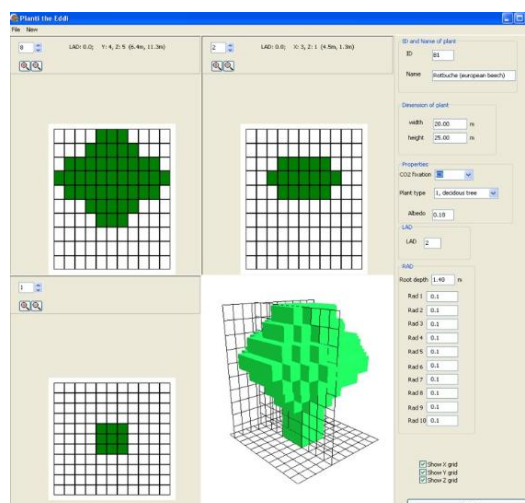 Planti the Eddi
File New
8 LAD: 0.0; Y: 4, Z: 5 (6.4m, 11.3m)
2 LAD: 0.0; X: 3, Z: 1 (4.5m, 1.3m)
1
ID and Name of plant
ID B1
Name Rotbuche (european beech)
Dimension of plant
width 20.00 m
height 25.00 m
Properties
CO2 fixation C3
Plant type 1, decidious tree
Albedo 0.18
LAD
LAD 2
RAD
Root depth 1.40 m
Rad 1 0.1
Rad 2 0.1
Rad 3 0.1
Rad 4 0.1
Rad 5 0.1
Rad 6 0.1
Rad 7 0.1
Rad 8 0.1
Rad 9 0.1
Rad 10 0.1
Show X grid
Show Y grid
Show Z grid